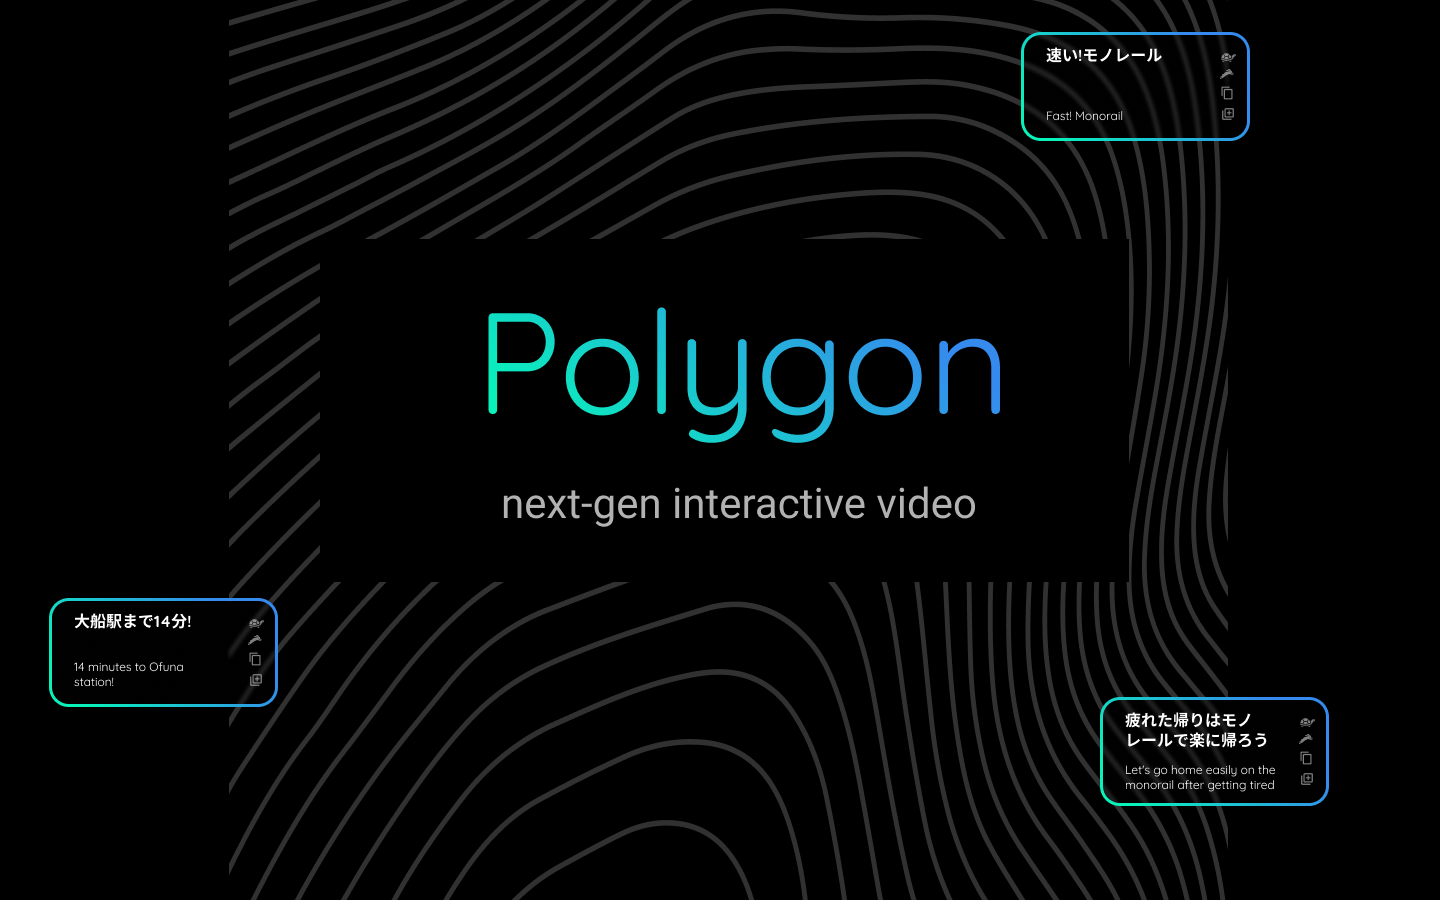 速い!モノレール
Fast! Monorail
Polygon
next-gen interactive video
大船駅まで14分!
14 minutes to Ofuna
station!
疲れた帰りはモノ
レールで楽に帰ろう
Let's go home easily on the
monorail after getting tired